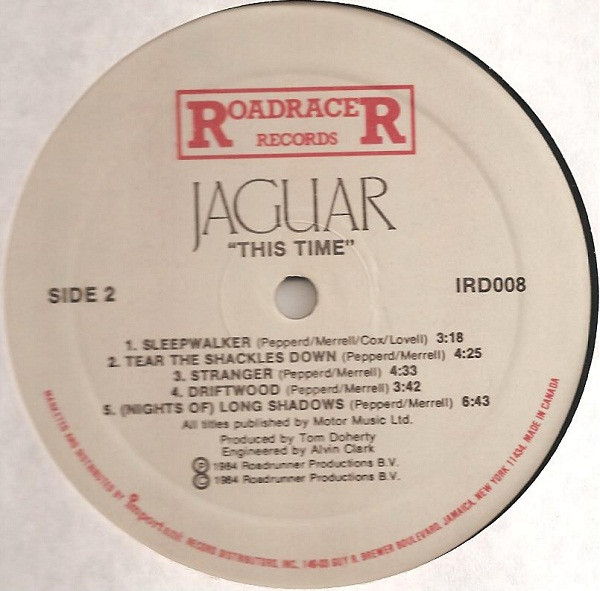 ROADRACER
RECORDS
JAGUAR
"THIS TIME"
SIDE 2
IRD008
1. SLEEPWALKER (Pepperd/Merrell/Cox/Lovell) 3:18
2. TEAR THE SHACKLES DOWN (Pepperd/Merrell) 4:25
3. STRANGER (Pepperd/Merrell) 4:33
4. DRIFTWOOD (Pepperd/Merrell) 3:42
5. (NIGHTS OF) LONG SHADOWS (Pepperd/Merrell) 6:43
All titles published by Motor Music Ltd.
Produced by Tom Doherty
Engineered by Alvin Clark
℗ 1984 Roadrunner Productions B.V.
© 1984 Roadrunner Productions B.V.
MARKETED AND DISTRIBUTED BY Important RECORD DISTRIBUTORS, INC. 149-03 GUY R. BREWER BOULEVARD, JAMAICA, NEW YORK 11434. MADE IN CANADA